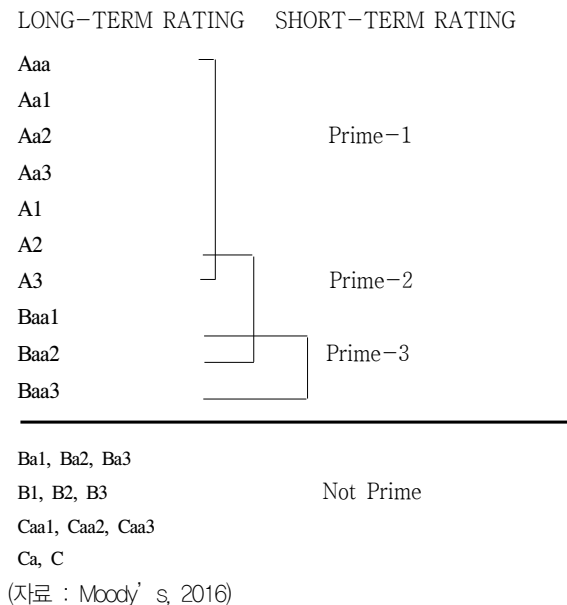 LONG-TERM RATING SHORT-TERM RATING
Aaa
Aa1
Aa2 Prime-1
Aa3
A1
A2
A3 Prime-2
Baa1
Baa2 Prime-3
Baa3
Ba1, Ba2, Ba3
B1, B2, B3 Not Prime
Caa1, Caa2, Caa3
Ca, C
(자료 : Moody's, 2016)